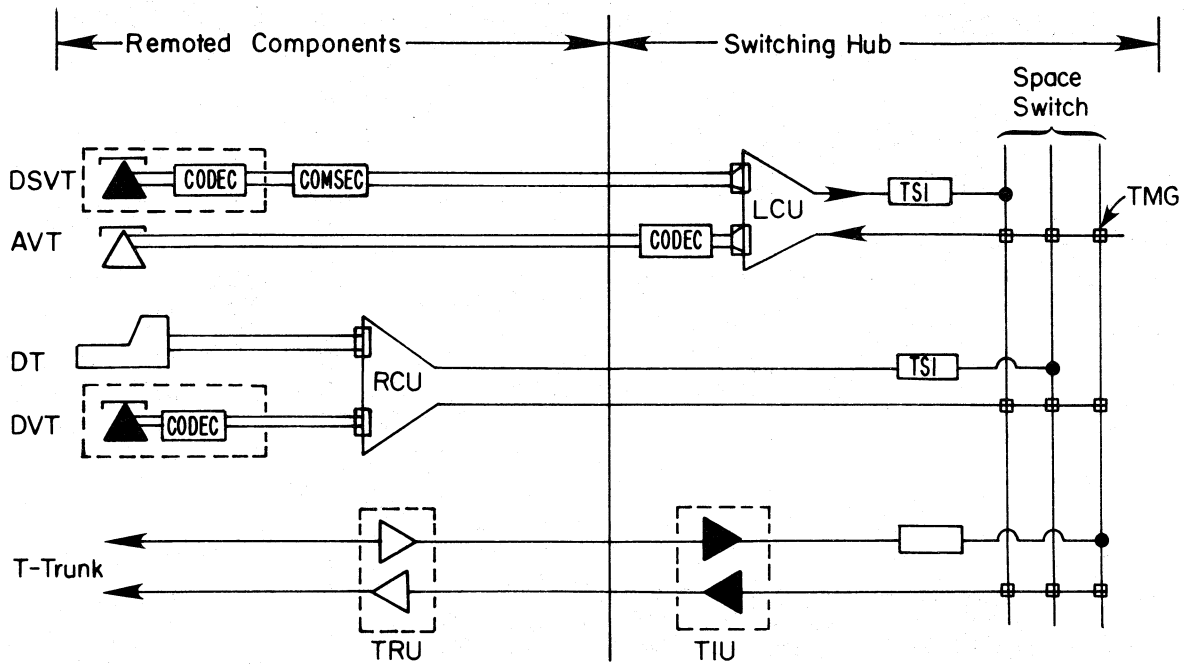 Remoted Components
Switching Hub
Space
Switch
DSVT
CODEC
COMSEC
LCU
TSI
TMG
AVT
CODEC
DT
RCU
TSI
DVT
CODEC
T-Trunk
TRU
TIU